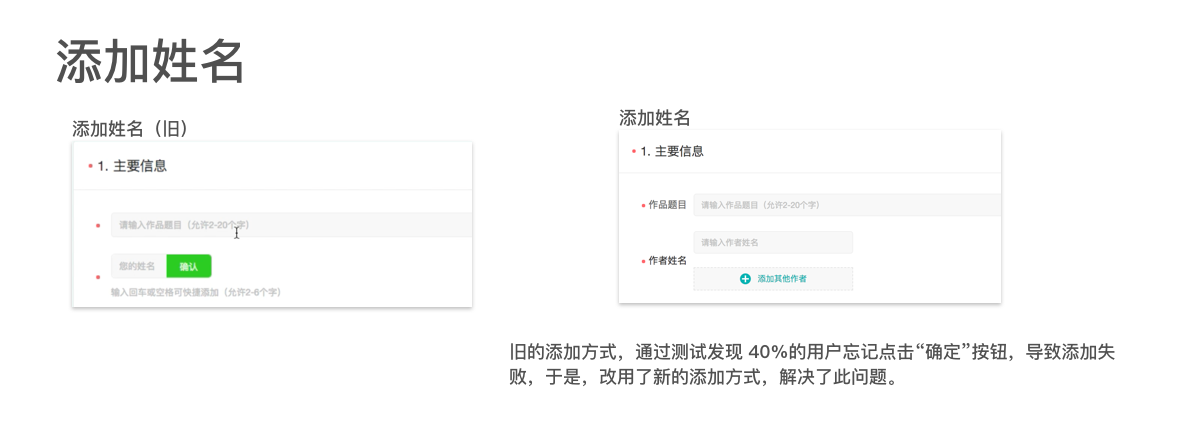 添加姓名
添加姓名（旧）
1. 主要信息
请输入作品题目（允许2-20个字）
您的姓名
确认
输入回车或空格可快捷添加（允许2-6个字）
添加姓名
1. 主要信息
作品题目
请输入作品题目（允许2-20个字）
请输入作者姓名
作者姓名
添加其他作者
旧的添加方式，通过测试发现 40%的用户忘记点击“确定”按钮，导致添加失
败，于是，改用了新的添加方式，解决了此问题。